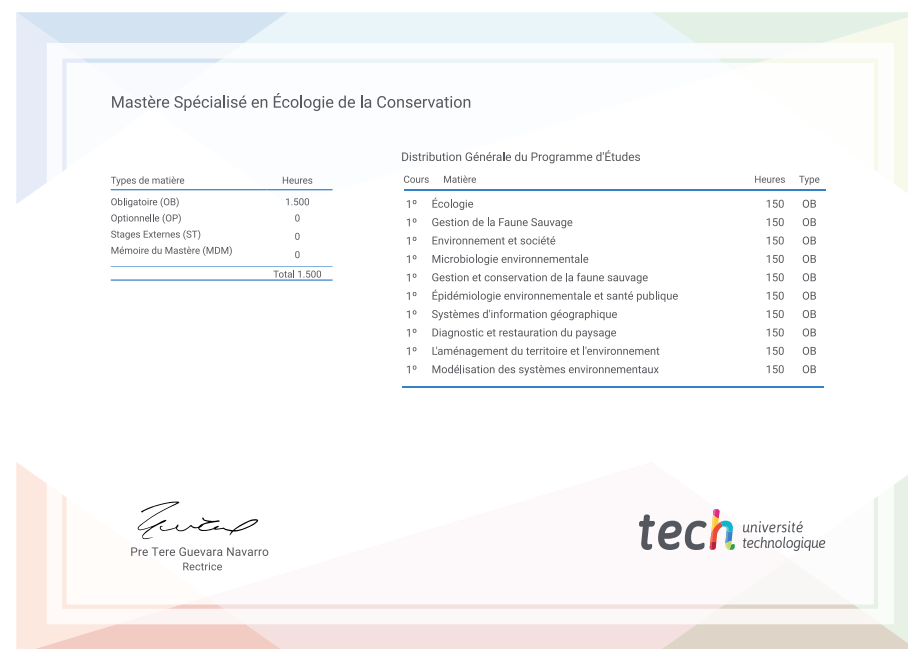 Mastère Spécialisé en Écologie de la Conservation
Types de matière Heures
Obligatoire (OB) 1.500
Optionnelle (OP) 0
Stages Externes (ST) 0
Mémoire du Mastère (MDM) 0
Total 1.500
Distribution Générale du Programme d'Études
Cours Matière Heures Type
1º Écologie 150 OB
1º Gestion de la Faune Sauvage 150 OB
1º Environnement et société 150 OB
1º Microbiologie environnementale 150 OB
1º Gestion et conservation de la faune sauvage 150 OB
1º Épidémiologie environnementale et santé publique 150 OB
1º Systèmes d'information géographique 150 OB
1º Diagnostic et restauration du paysage 150 OB
1º L'aménagement du territoire et l'environnement 150 OB
1º Modélisation des systèmes environnementaux 150 OB
Pre Tere Guevara Navarro
Rectrice
tech université
technologique